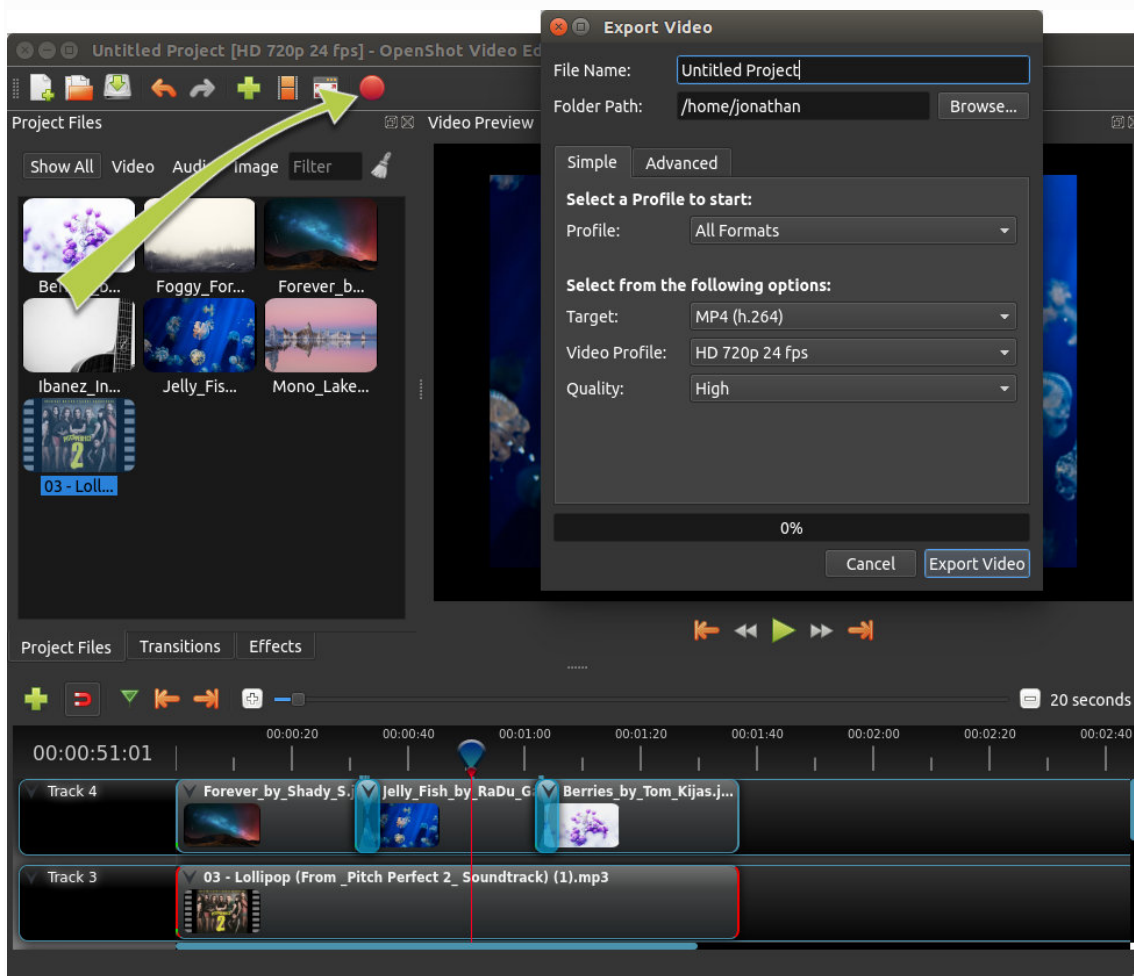 Export Video
Untitled Project [HD 720p 24 fps] - OpenShot Video Ed
File Name:
Untitled Project
Folder Path:
/home/jonathan
Browse...
Project Files
Video Preview
Show All
Video
Image
Filter
Simple
Advanced
Select a Profile to start:
Profile:
All Formats
Select from the following options:
Target:
MP4 (h.264)
Video Profile:
HD 720p 24 fps
Quality:
High
Foggy_For...
Forever_b...
Ibanez_In...
Jelly_Fis...
Mono_Lake...
2
03 - Loll...
0%
Cancel
Export Video
Project Files
Transitions
Effects
20 seconds
00:00:51:01
00:00:20
00:00:40
00:01:00
00:01:20
00:01:40
00:02:00
00:02:20
00:02:40
Track 4
Forever_by_Shady_S.j
Jelly_Fish_by_RaDu_G
Berries_by_Tom_Kijas.j...
Track 3
03 - Lollipop (From _Pitch Perfect 2_ Soundtrack) (1).mp3
2